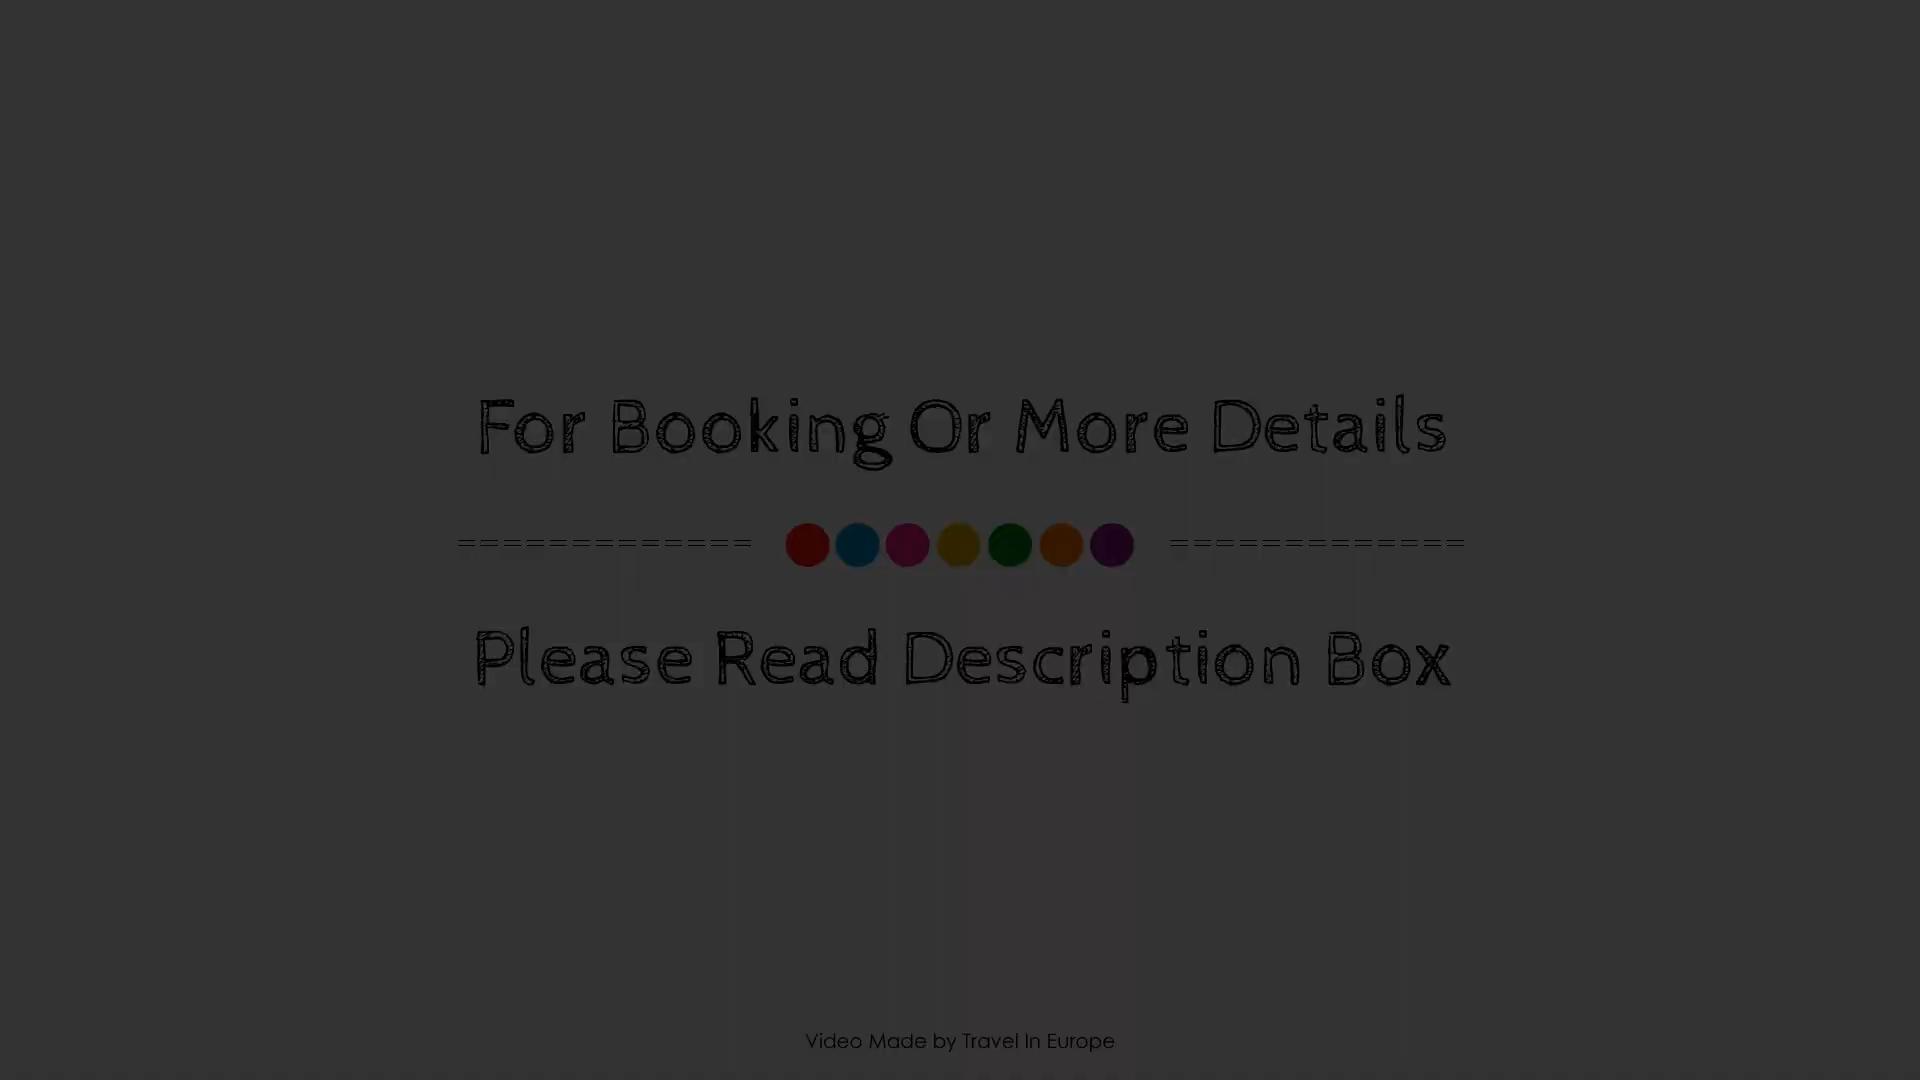 For Booking Or More Details
============= =============
Please Read Description Box
Video Made by Travel In Europe